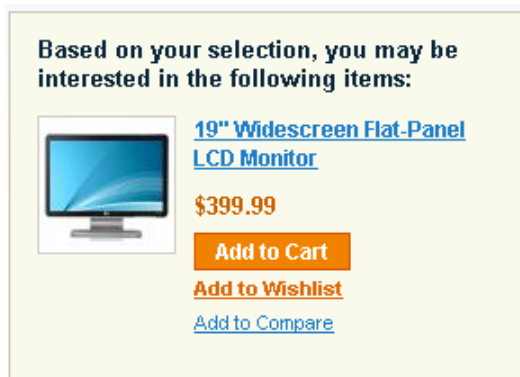 Based on your selection, you may be
interested in the following items:
19" Widescreen Flat-Panel
LCD Monitor
$399.99
Add to Cart
Add to Wishlist
Add to Compare